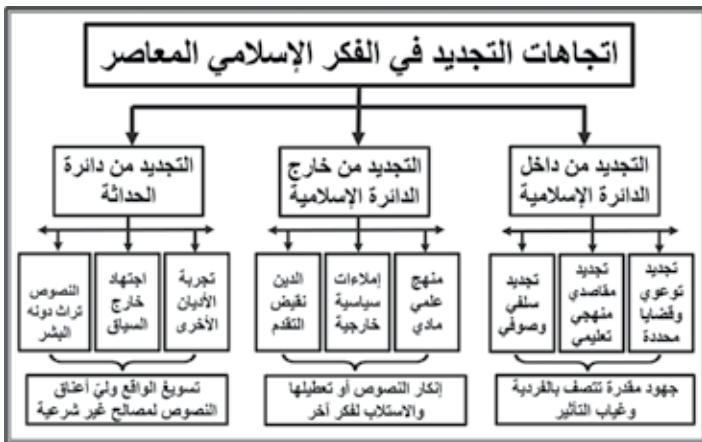 اتجاهات التجديد في الفكر الإسلامي المعاصر
التجديد من داخل
الدائرة الإسلامية
التجديد من خارج
الدائرة الإسلامية
التجديد من دائرة
الحداثة
تجديد
توعوي
وقضايا
محددة
تجديد
مقاصدي
منهجي
تعليمي
تجديد
سلفي
وصوفي
منهج
علمي
مادي
إملاءات
سياسية
خارجية
الدين
نقيض
التقدم
تجربة
الأديان
الأخرى
اجتهاد
خارج
السياق
النصوص
تراث دونه
البشر
جهود مقدرة تتصف بالفردية
وغياب التأثير
إنكار النصوص أو تعطيلها
والاستلاب لفكر آخر
تسويغ الواقع وليّ أعناق
النصوص لمصالح غير شرعية